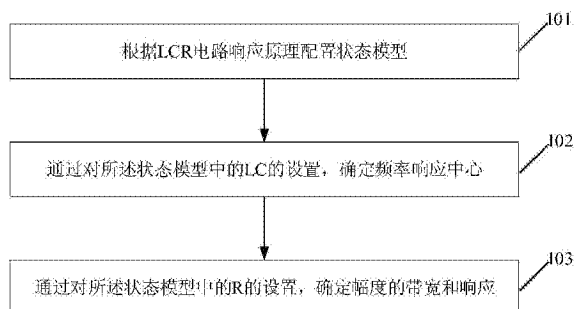 101
根据LCR电路响应原理配置状态模型
102
通过对所述状态模型中的LC的设置，确定频率响应中心
103
通过对所述状态模型中的R的设置，确定幅度的带宽和响应